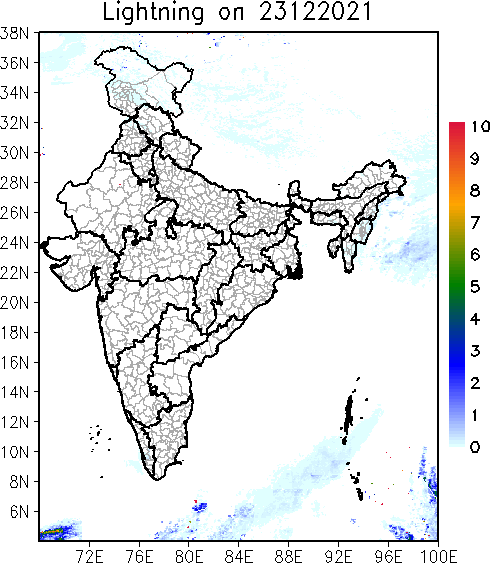 Lightning on 23122021
38N
36N
34N
32N
30N
28N
26N
24N
22N
20N
18N
16N
14N
12N
10N
8N
6N
72E 76E 80E 84E 88E 92E 96E 100E
10
9
8
7
6
5
4
3
2
1
0